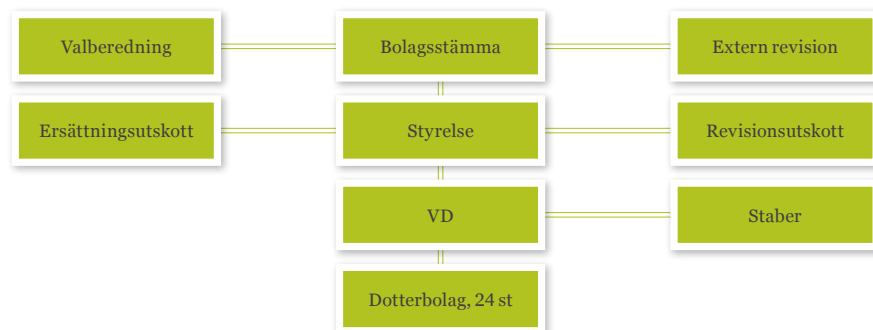 Valberedning
Bolagsstämma
Extern revision
Ersättningsutskott
Styrelse
Revisionsutskott
VD
Staber
Dotterbolag, 24 st